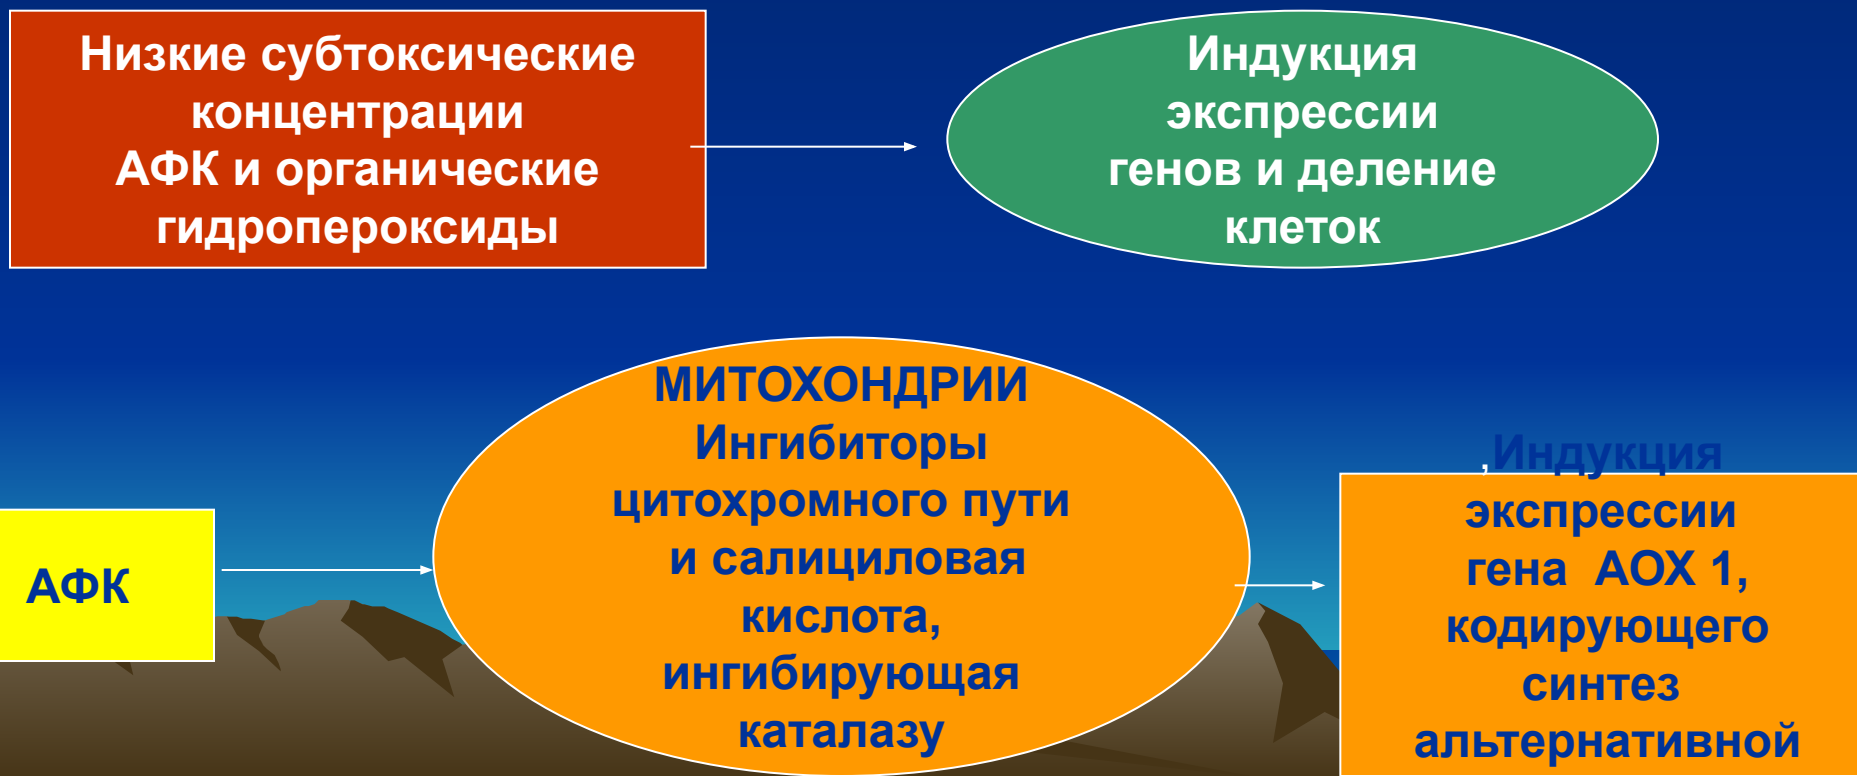 Низкие субтоксические
концентрации
АФК и органические
гидропероксиды
Индукция
экспрессии
генов и деление
клеток
МИТОХОНДРИИ
Ингибиторы
цитохромного пути
и салициловая
кислота,
ингибирующая
каталазу
АФК
,Индукция
экспрессии
гена АОХ 1,
кодирующего
синтез
альтернативной